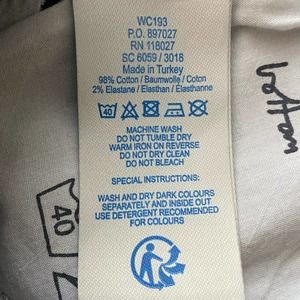 WC193
P.O. 897027
RN 118027
SC 6059 / 3018
Made in Turkey
98% Cotton / Baumwolle / Coton
2% Elastane / Elasthan / Elasthanne
40
MACHINE WASH
DO NOT TUMBLE DRY
WARM IRON ON REVERSE
DO NOT DRY CLEAN
DO NOT BLEACH
SPECIAL INSTRUCTIONS:
WASH AND DRY DARK COLOURS
SEPARATELY AND INSIDE OUT
USE DETERGENT RECOMMENDED
FOR COLOURS
40